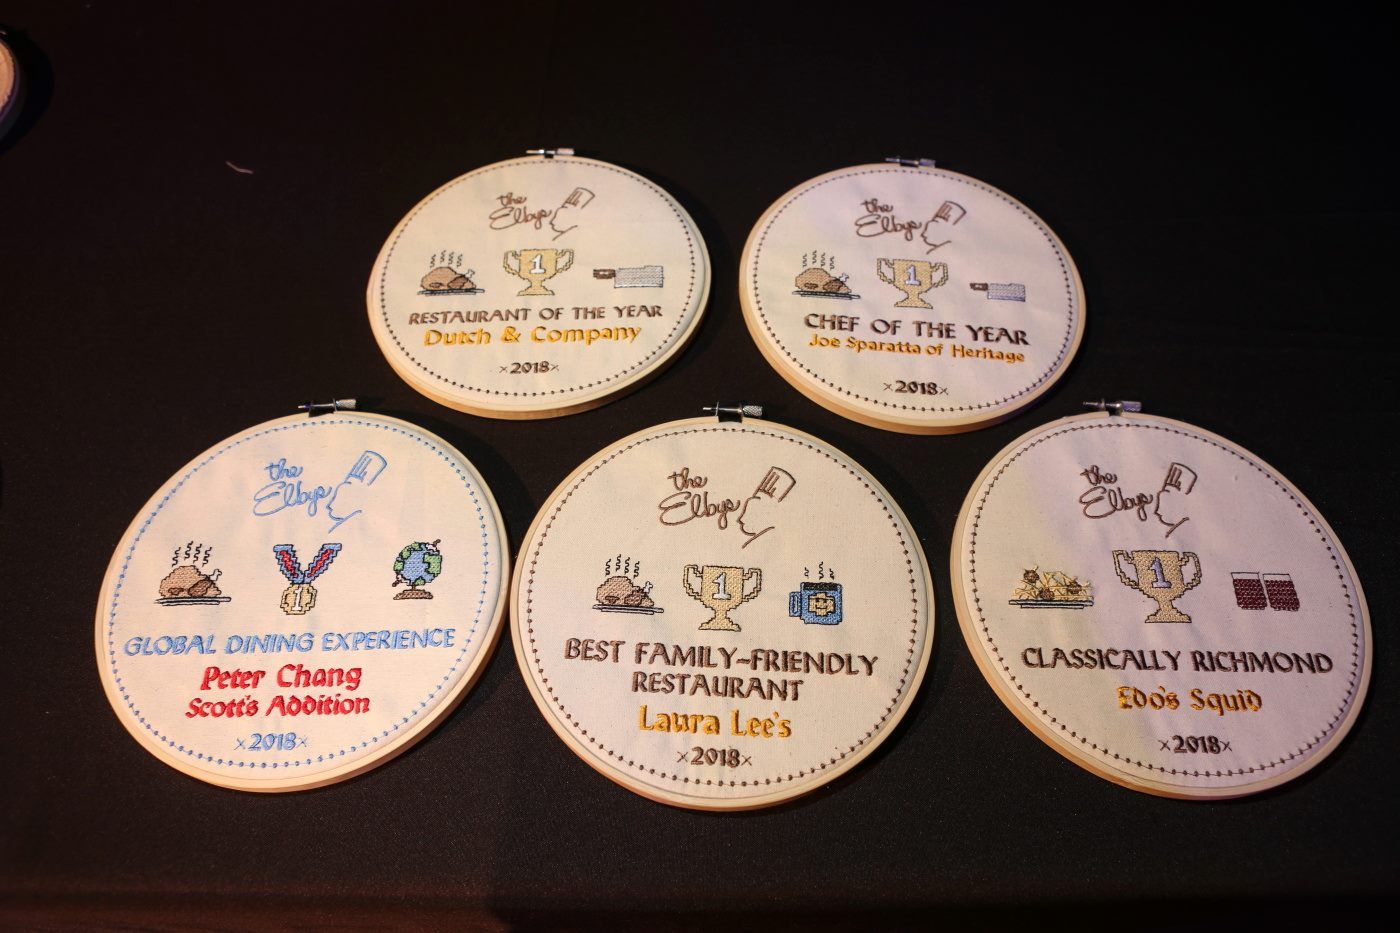 the
Elbys
1
RESTAURANT OF THE YEAR
Dutch & Company
×2018×
the
Elbys
1
CHEF OF THE YEAR
Joe Sparatta of Heritage
×2018×
the
Elbys
1
GLOBAL DINING EXPERIENCE
Peter Chang
Scott's Addition
×2018×
the
Elbys
1
BEST FAMILY-FRIENDLY
RESTAURANT
Laura Lee's
×2018×
the
Elbys
1
CLASSICALLY RICHMOND
Edo's Squid
×2018×